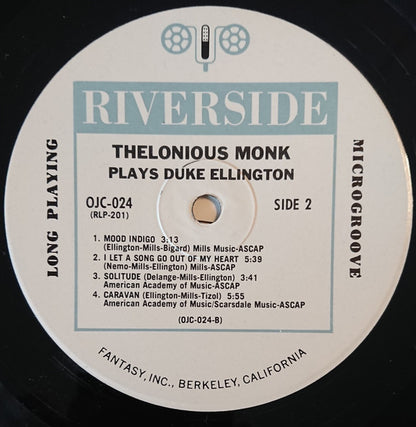 RIVERSIDE
THELONIOUS MONK
PLAYS DUKE ELLINGTON
OJC-024
(RLP-201)
SIDE 2
LONG PLAYING
MICROGROOVE
1. MOOD INDIGO 3:13
(Ellington-Mills-Bigard) Mills Music-ASCAP
2. I LET A SONG GO OUT OF MY HEART 5:39
(Nemo-Mills-Ellington) Mills-ASCAP
3. SOLITUDE (Delange-Mills-Ellington) 3:41
American Academy of Music-ASCAP
4. CARAVAN (Ellington-Mills-Tizol) 5:55
American Academy of Music/Scarsdale Music-ASCAP
(OJC-024-B)
FANTASY, INC., BERKELEY, CALIFORNIA